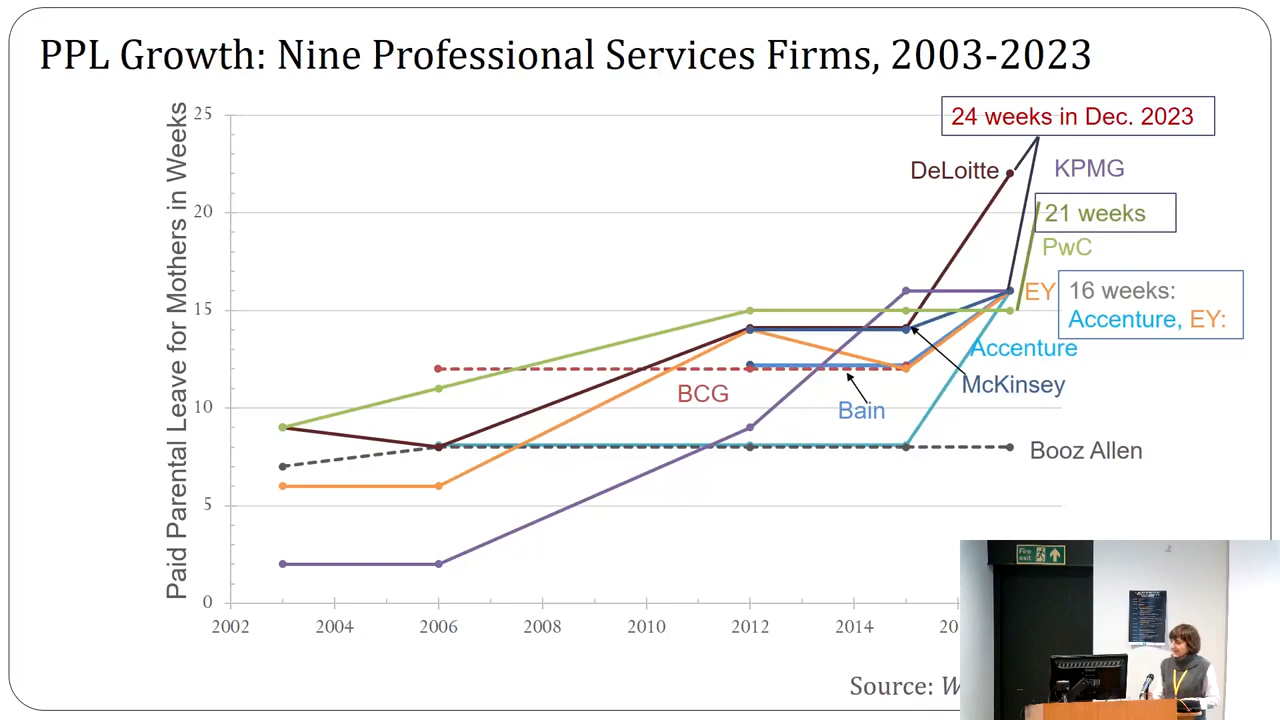 PPL Growth: Nine Professional Services Firms, 2003-2023
Paid Parental Leave for Mothers in Weeks
25
20
15
10
5
0
2002
2004
2006
2008
2010
2012
2014
24 weeks in Dec. 2023
DeLoitte
KPMG
21 weeks
PwC
EY
16 weeks:
Accenture, EY:
Accenture
McKinsey
BCG
Bain
Booz Allen
Source:
Fire
exit